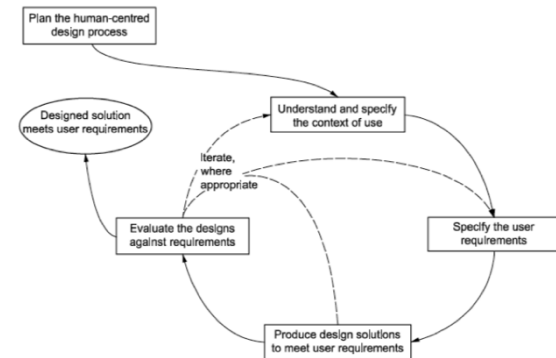 Plan the human-centred
design process
Designed solution
meets user requirements
Understand and specify
the context of use
Iterate,
where
appropriate
Evaluate the designs
against requirements
Specify the user
requirements
Produce design solutions
to meet user requirements